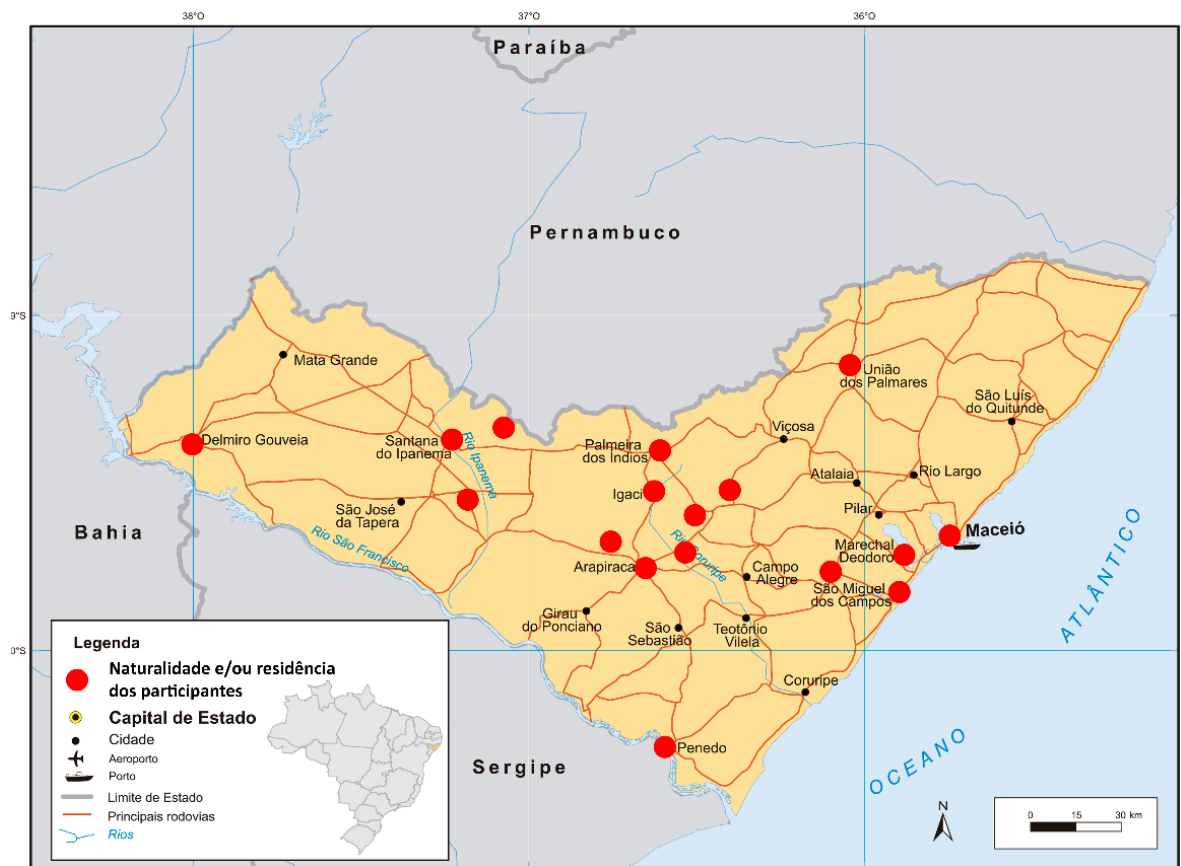 38°O
37°O
36°O
Paraíba
Pernambuco
9°S
Mata Grande
União
dos Palmares
São Luís
do Quitunde
Delmiro Gouveia
Santana
do Ipanema
Rio Ipanema
Palmeira
dos Índios
Viçosa
Igaci
Atalaia
Rio Largo
São José
da Tapera
Pilar
Bahia
Rio São Francisco
Rio Coruripe
Maceió
Marechal
Deodoro
Arapiraca
Campo
Alegre
São Miguel
dos Campos
Girau
do Ponciano
São
Sebastião
Teotônio
Vilela
ATLÂNTICO
0°S
Coruripe
Penedo
OCEANO
Sergipe
Legenda
Naturalidade e/ou residência
dos participantes
Capital de Estado
Cidade
Aeroporto
Porto
Limite de Estado
Principais rodovias
Rios
N
0 15 30 km